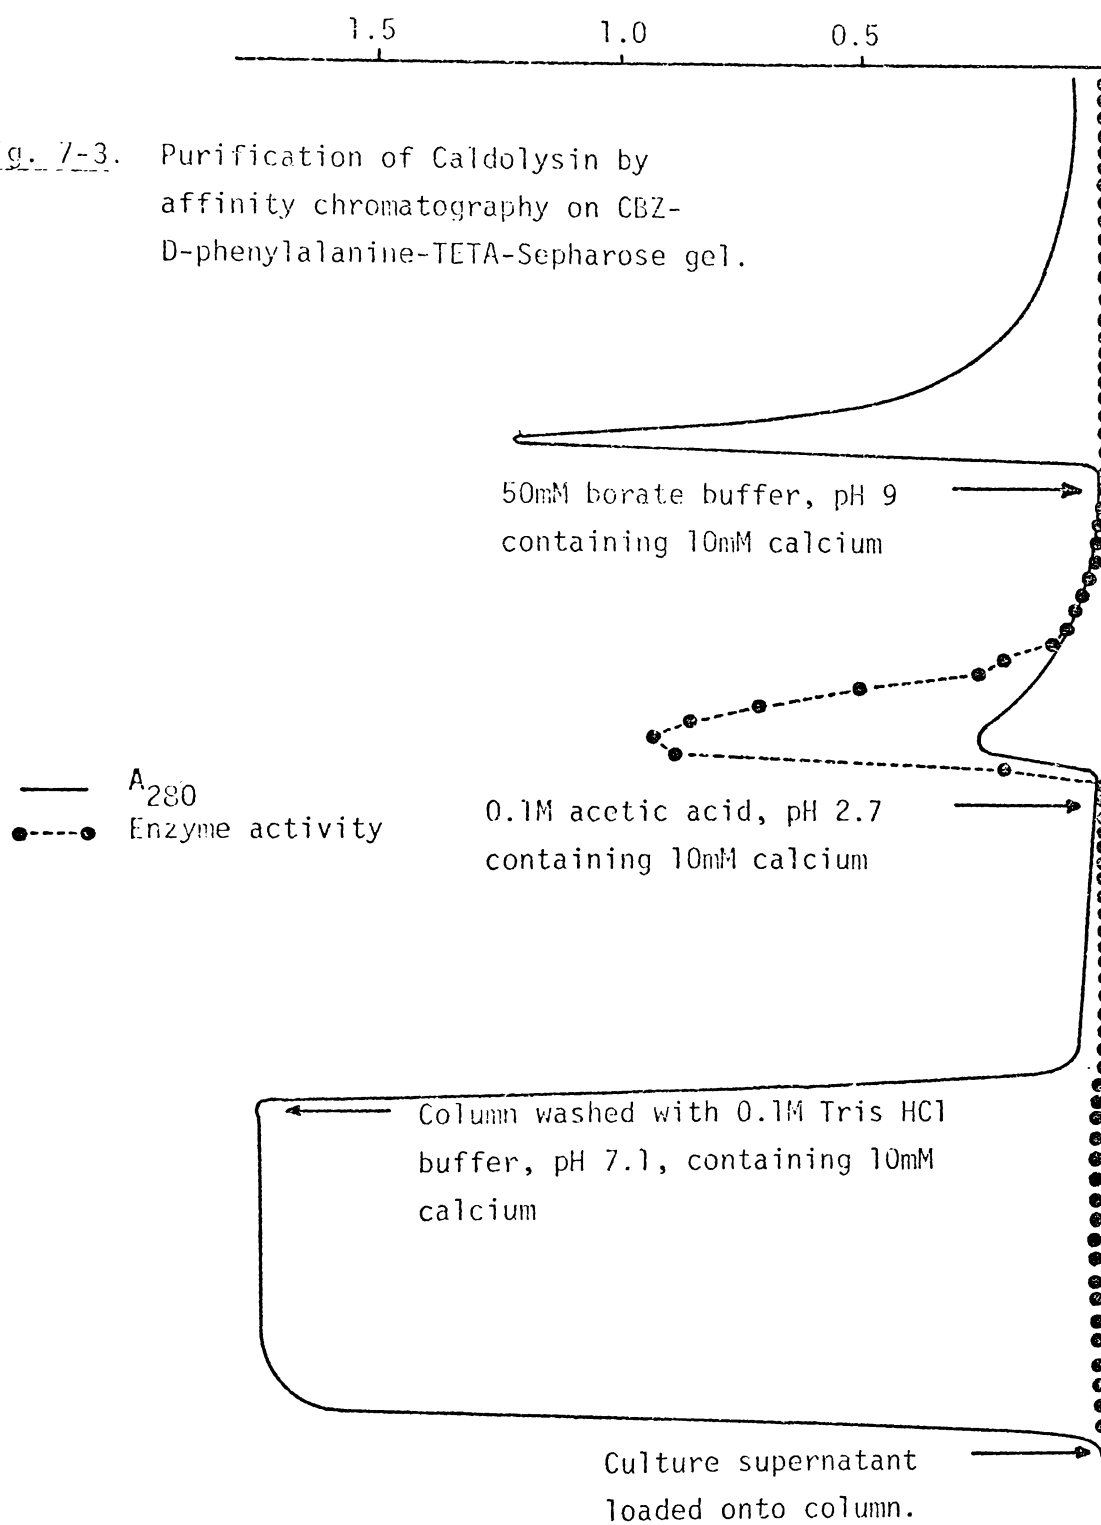 1.5 1.0 0.5
g. 7-3. Purification of Caldolysin by
affinity chromatography on CBZ-
D-phenylalanine-TETA-Sepharose gel.
50mM borate buffer, pH 9
containing 10mM calcium
A280
Enzyme activity
0.1M acetic acid, pH 2.7
containing 10mM calcium
Column washed with 0.1M Tris HCl
buffer, pH 7.1, containing 10mM
calcium
Culture supernatant
loaded onto column.